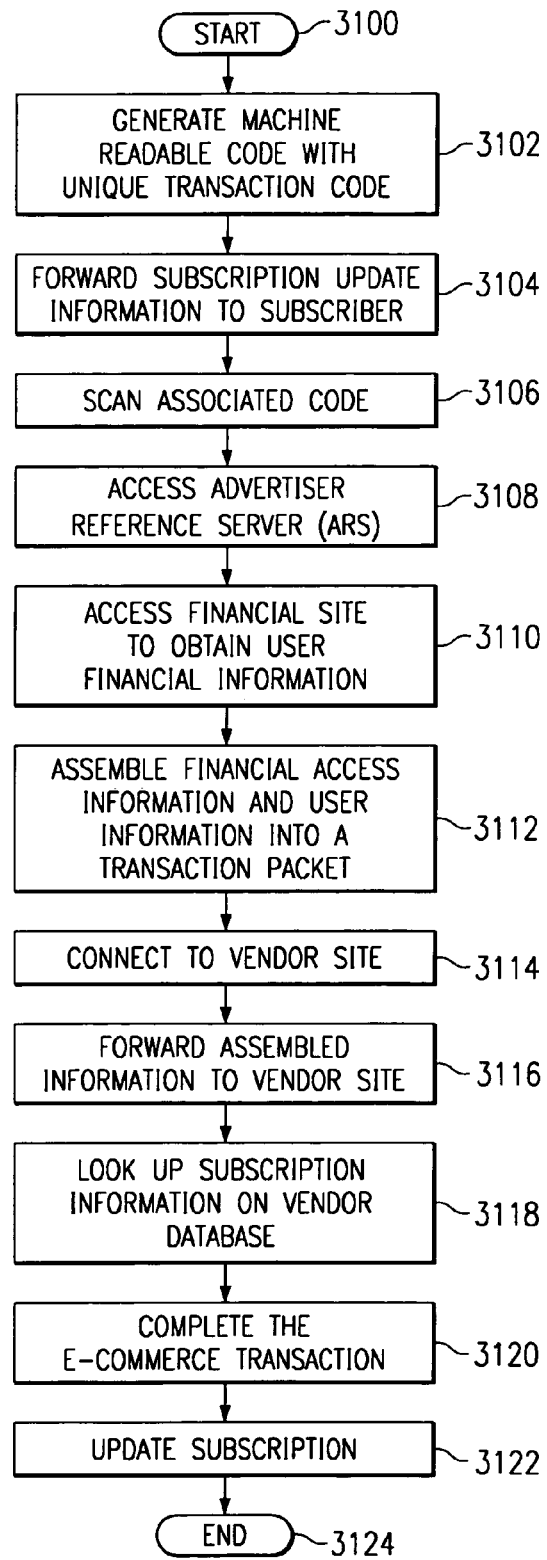 START
3100
GENERATE MACHINE
READABLE CODE WITH
UNIQUE TRANSACTION CODE
3102
FORWARD SUBSCRIPTION UPDATE
INFORMATION TO SUBSCRIBER
3104
SCAN ASSOCIATED CODE
3106
ACCESS ADVERTISER
REFERENCE SERVER (ARS)
3108
ACCESS FINANCIAL SITE
TO OBTAIN USER
FINANCIAL INFORMATION
3110
ASSEMBLE FINANCIAL ACCESS
INFORMATION AND USER
INFORMATION INTO A
TRANSACTION PACKET
3112
CONNECT TO VENDOR SITE
3114
FORWARD ASSEMBLED
INFORMATION TO VENDOR SITE
3116
LOOK UP SUBSCRIPTION
INFORMATION ON VENDOR
DATABASE
3118
COMPLETE THE
E-COMMERCE TRANSACTION
3120
UPDATE SUBSCRIPTION
3122
END
3124